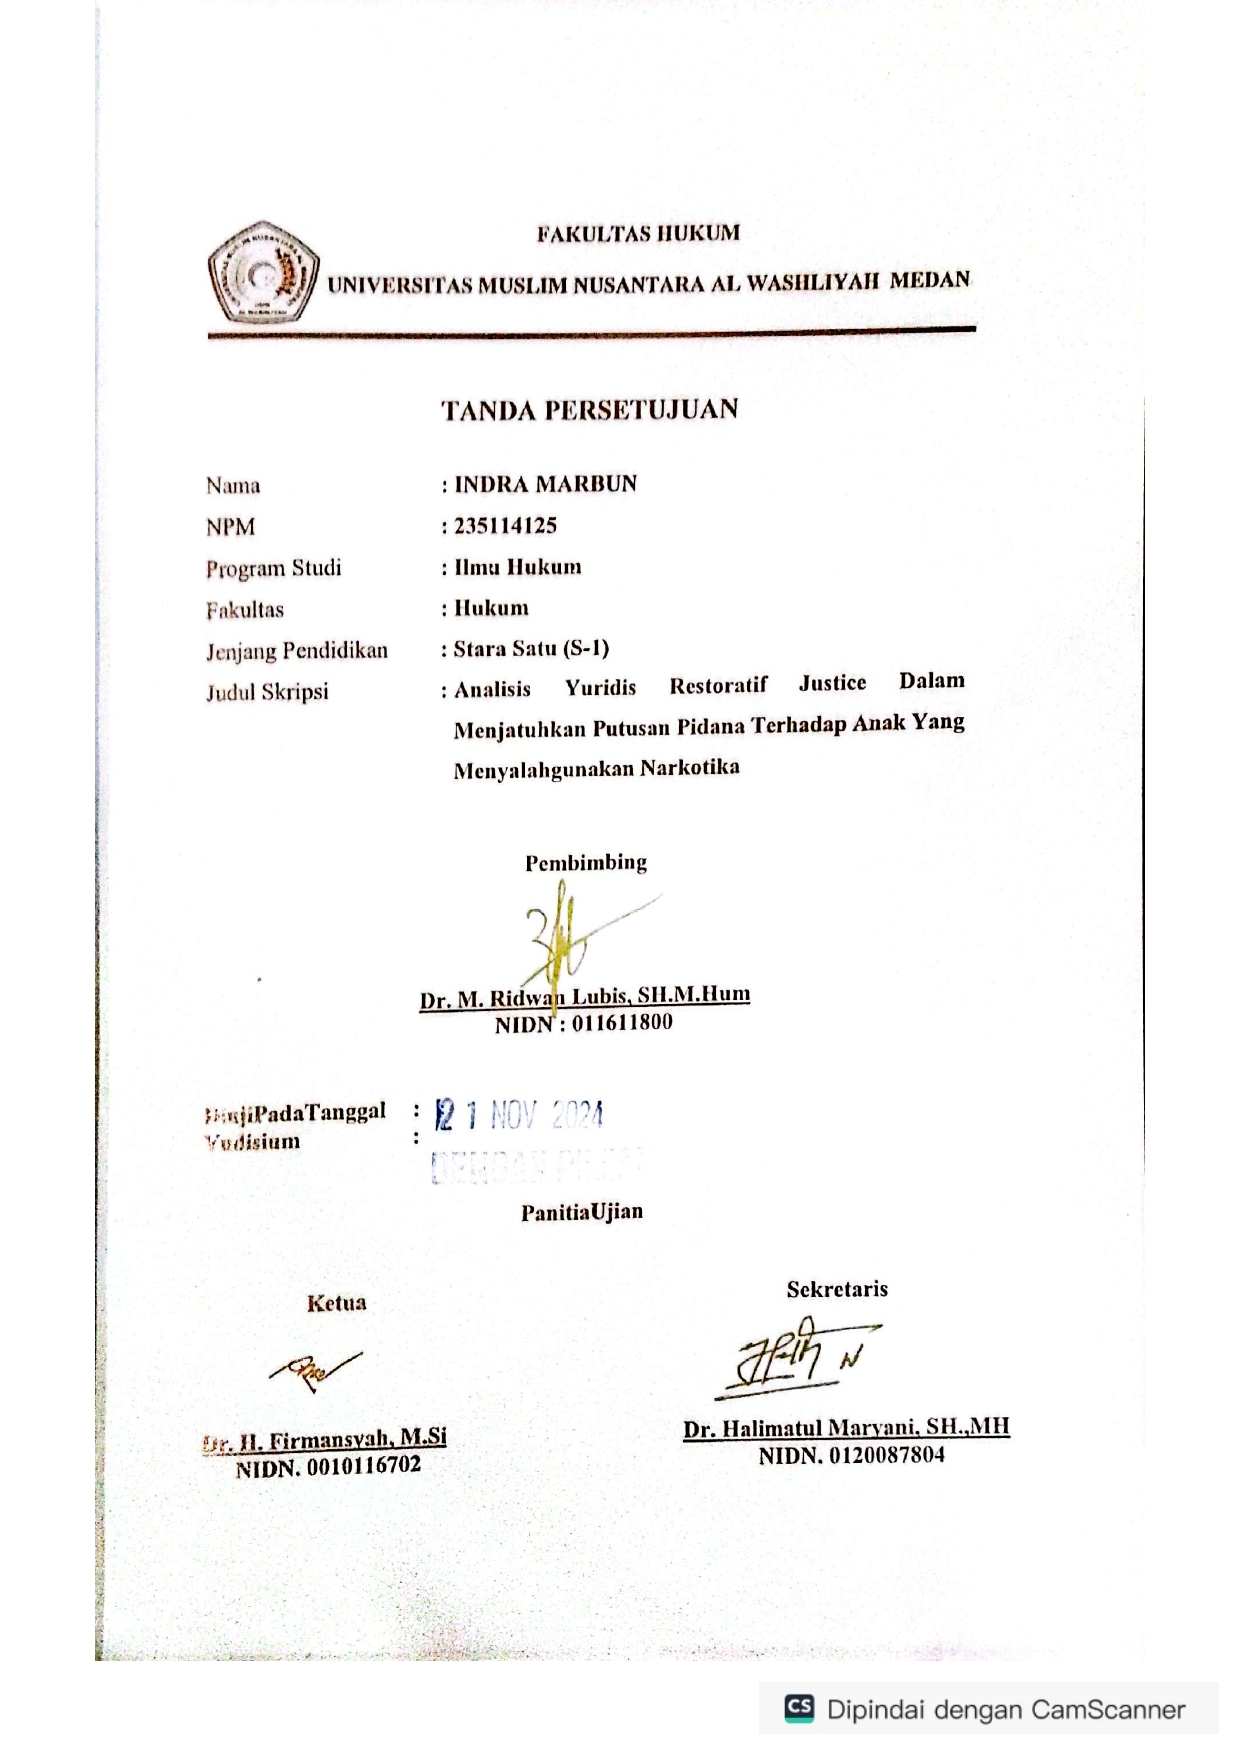 FAKULTAS HUKUM
UNIVERSITAS MUSLIM NUSANTARA AL WASHLIYAH MEDAN
TANDA PERSETUJUAN
Nama : INDRA MARBUN
NPM : 235114125
Program Studi : Ilmu Hukum
Fakultas : Hukum
Jenjang Pendidikan : Stara Satu (S-1)
Judul Skripsi : Analisis Yuridis Restoratif Justice Dalam
Menjatuhkan Putusan Pidana Terhadap Anak Yang
Menyalahgunakan Narkotika
Pembimbing
Dr. M. Ridwan Lubis, SH.M.Hum
NIDN : 011611800
DiujiPadaTanggal : 21 NOV 2024
Yudisium :
DENGAN
PanitiaUjian
Ketua
Sekretaris
Dr. H. Firmansyah, M.Si
NIDN. 0010116702
Dr. Halimatul Maryani, SH.,MH
NIDN. 0120087804
CS Dipindai dengan CamScanner